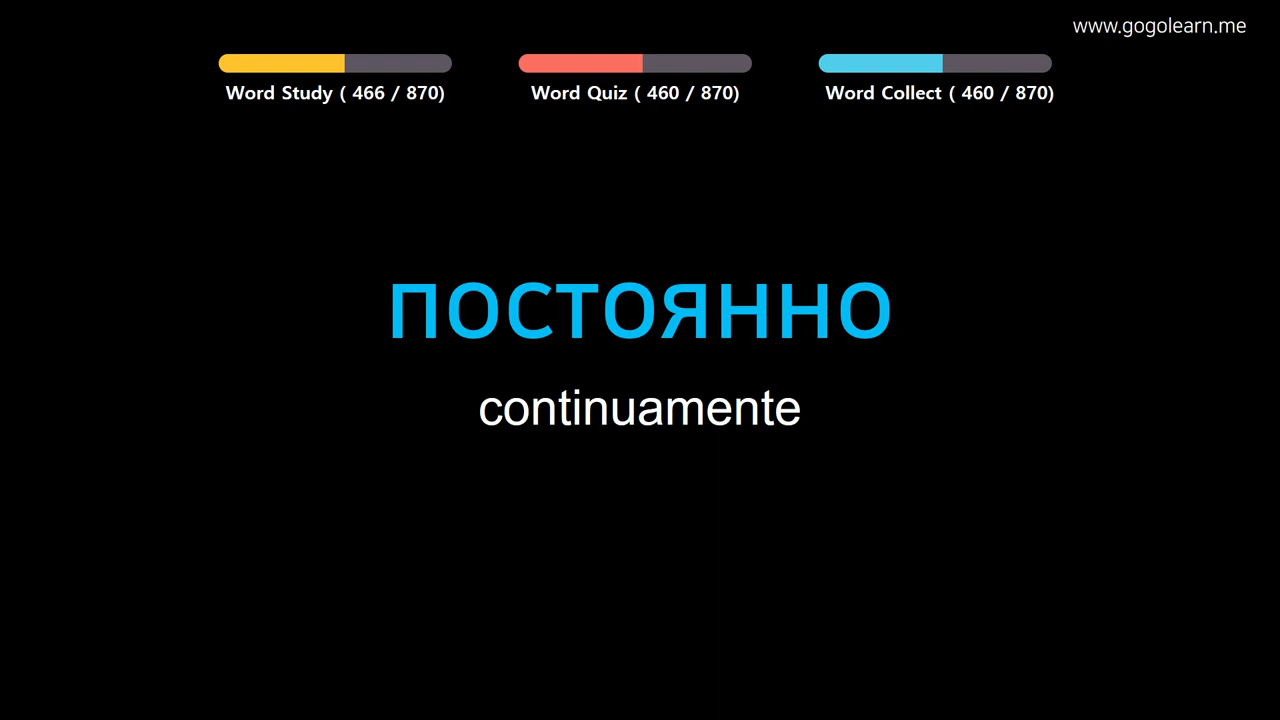 www.gogolearn.me
Word Study ( 466 / 870)
Word Quiz ( 460 / 870)
Word Collect ( 460 / 870)
постоянно
continuamente